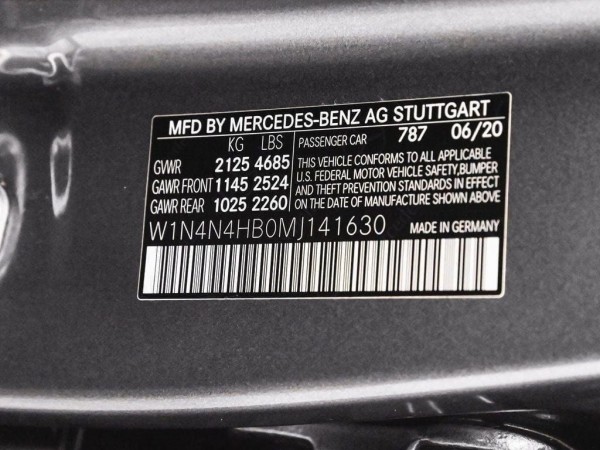 MFD BY MERCEDES-BENZ AG STUTTGART
KG LBS PASSENGER CAR 787 06/20
GVWR 2125 4685
GAWR FRONT 1145 2524
GAWR REAR 1025 2260
THIS VEHICLE CONFORMS TO ALL APPLICABLE
U.S. FEDERAL MOTOR VEHICLE SAFETY, BUMPER
AND THEFT PREVENTION STANDARDS IN EFFECT
ON THE DATE OF MANUFACTURE SHOWN ABOVE
W1N4N4HB0MJ141630
MADE IN GERMANY